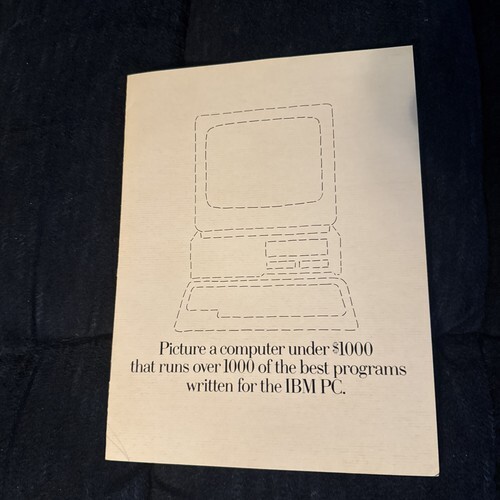 Picture a computer under $1000
that runs over 1000 of the best programs
written for the IBM PC.